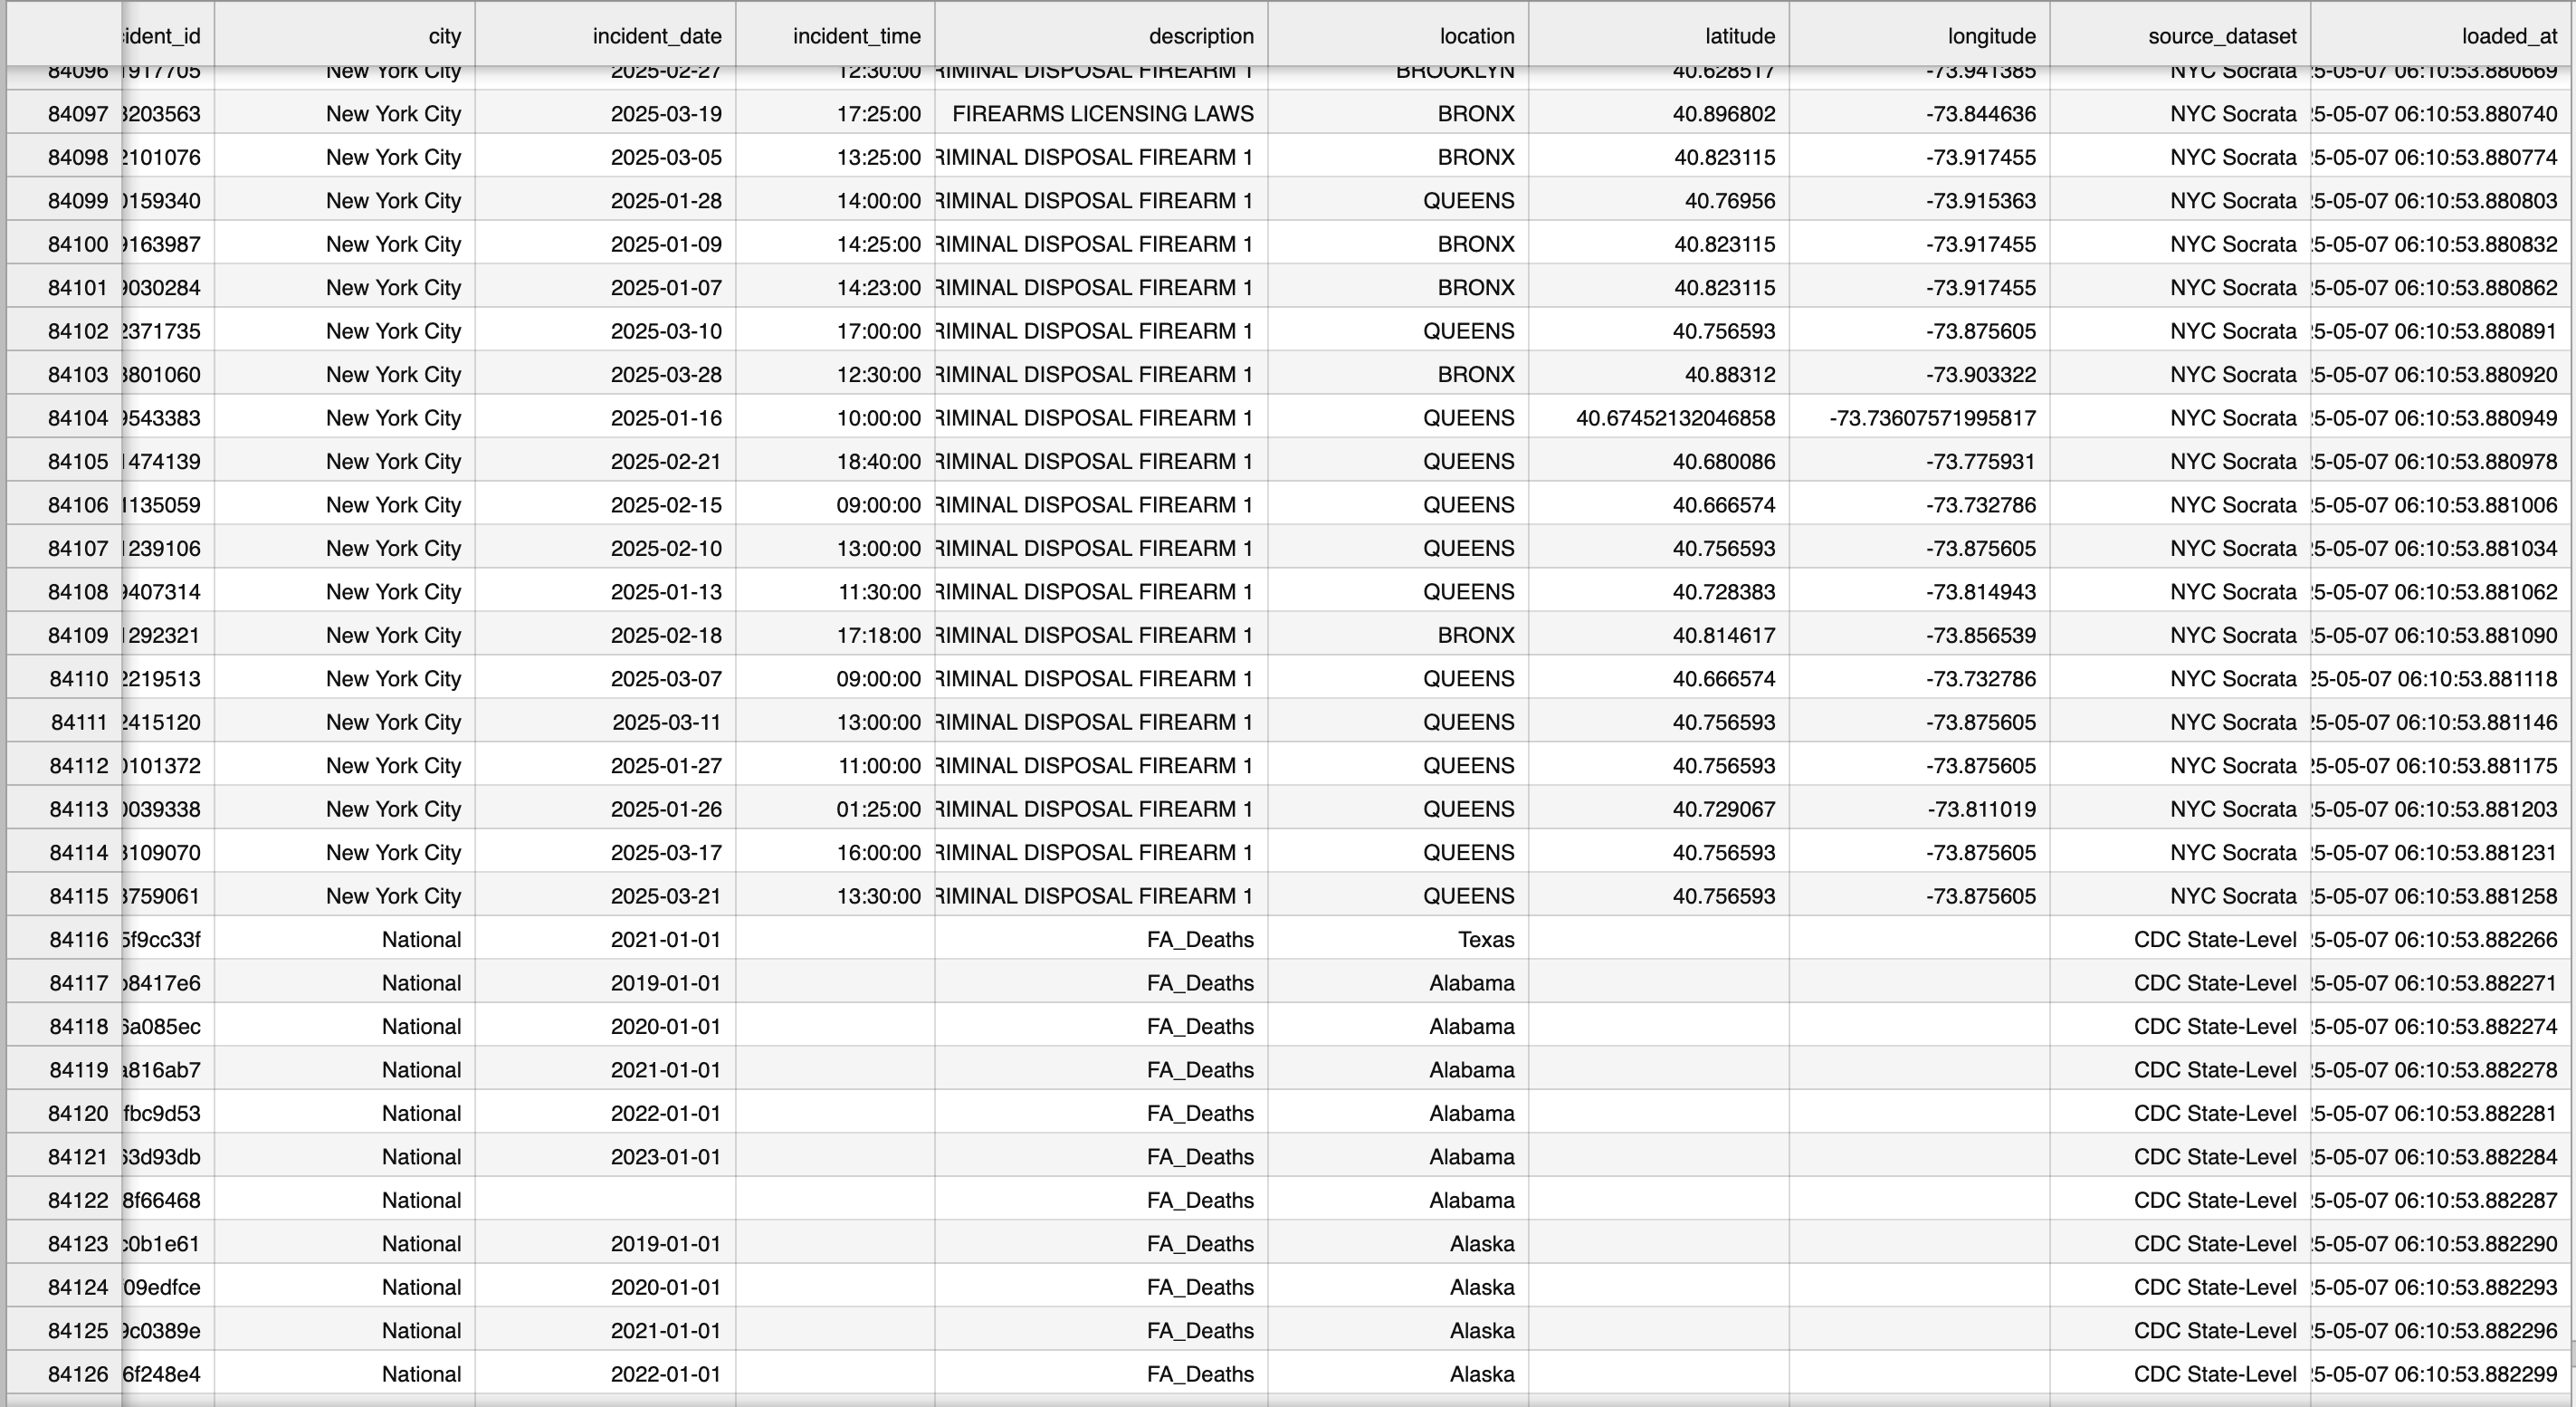 ident_id city incident_date incident_time description location latitude longitude source_dataset loaded_at
84096 1917705 New York City 2025-02-27 12:30:00 RIMINAL DISPOSAL FIREARM 1 BROOKLYN 40.628517 -73.941385 NYC Socrata 5-05-07 06:10:53.880669
84097 3203563 New York City 2025-03-19 17:25:00 FIREARMS LICENSING LAWS BRONX 40.896802 -73.844636 NYC Socrata 5-05-07 06:10:53.880740
84098 2101076 New York City 2025-03-05 13:25:00 RIMINAL DISPOSAL FIREARM 1 BRONX 40.823115 -73.917455 NYC Socrata 5-05-07 06:10:53.880774
84099 0159340 New York City 2025-01-28 14:00:00 RIMINAL DISPOSAL FIREARM 1 QUEENS 40.76956 -73.915363 NYC Socrata 5-05-07 06:10:53.880803
84100 9163987 New York City 2025-01-09 14:25:00 RIMINAL DISPOSAL FIREARM 1 BRONX 40.823115 -73.917455 NYC Socrata 5-05-07 06:10:53.880832
84101 9030284 New York City 2025-01-07 14:23:00 RIMINAL DISPOSAL FIREARM 1 BRONX 40.823115 -73.917455 NYC Socrata 5-05-07 06:10:53.880862
84102 2371735 New York City 2025-03-10 17:00:00 RIMINAL DISPOSAL FIREARM 1 QUEENS 40.756593 -73.875605 NYC Socrata 5-05-07 06:10:53.880891
84103 3801060 New York City 2025-03-28 12:30:00 RIMINAL DISPOSAL FIREARM 1 BRONX 40.88312 -73.903322 NYC Socrata 5-05-07 06:10:53.880920
84104 9543383 New York City 2025-01-16 10:00:00 RIMINAL DISPOSAL FIREARM 1 QUEENS 40.67452132046858 -73.73607571995817 NYC Socrata 5-05-07 06:10:53.880949
84105 1474139 New York City 2025-02-21 18:40:00 RIMINAL DISPOSAL FIREARM 1 QUEENS 40.680086 -73.775931 NYC Socrata 5-05-07 06:10:53.880978
84106 1135059 New York City 2025-02-15 09:00:00 RIMINAL DISPOSAL FIREARM 1 QUEENS 40.666574 -73.732786 NYC Socrata 5-05-07 06:10:53.881006
84107 1239106 New York City 2025-02-10 13:00:00 RIMINAL DISPOSAL FIREARM 1 QUEENS 40.756593 -73.875605 NYC Socrata 5-05-07 06:10:53.881034
84108 9407314 New York City 2025-01-13 11:30:00 RIMINAL DISPOSAL FIREARM 1 QUEENS 40.728383 -73.814943 NYC Socrata 5-05-07 06:10:53.881062
84109 1292321 New York City 2025-02-18 17:18:00 RIMINAL DISPOSAL FIREARM 1 BRONX 40.814617 -73.856539 NYC Socrata 5-05-07 06:10:53.881090
84110 2219513 New York City 2025-03-07 09:00:00 RIMINAL DISPOSAL FIREARM 1 QUEENS 40.666574 -73.732786 NYC Socrata 25-05-07 06:10:53.881118
84111 2415120 New York City 2025-03-11 13:00:00 RIMINAL DISPOSAL FIREARM 1 QUEENS 40.756593 -73.875605 NYC Socrata 25-05-07 06:10:53.881146
84112 0101372 New York City 2025-01-27 11:00:00 RIMINAL DISPOSAL FIREARM 1 QUEENS 40.756593 -73.875605 NYC Socrata 5-05-07 06:10:53.881175
84113 0039338 New York City 2025-01-26 01:25:00 RIMINAL DISPOSAL FIREARM 1 QUEENS 40.729067 -73.811019 NYC Socrata 5-05-07 06:10:53.881203
84114 3109070 New York City 2025-03-17 16:00:00 RIMINAL DISPOSAL FIREARM 1 QUEENS 40.756593 -73.875605 NYC Socrata 5-05-07 06:10:53.881231
84115 3759061 New York City 2025-03-21 13:30:00 RIMINAL DISPOSAL FIREARM 1 QUEENS 40.756593 -73.875605 NYC Socrata 5-05-07 06:10:53.881258
84116 5f9cc33f National 2021-01-01 FA_Deaths Texas CDC State-Level 5-05-07 06:10:53.882266
84117 b8417e6 National 2019-01-01 FA_Deaths Alabama CDC State-Level 5-05-07 06:10:53.882271
84118 6a085ec National 2020-01-01 FA_Deaths Alabama CDC State-Level 5-05-07 06:10:53.882274
84119 a816ab7 National 2021-01-01 FA_Deaths Alabama CDC State-Level 5-05-07 06:10:53.882278
84120 fbc9d53 National 2022-01-01 FA_Deaths Alabama CDC State-Level 5-05-07 06:10:53.882281
84121 63d93db National 2023-01-01 FA_Deaths Alabama CDC State-Level 5-05-07 06:10:53.882284
84122 8f66468 National FA_Deaths Alabama CDC State-Level 5-05-07 06:10:53.882287
84123 c0b1e61 National 2019-01-01 FA_Deaths Alaska CDC State-Level 5-05-07 06:10:53.882290
84124 09edfce National 2020-01-01 FA_Deaths Alaska CDC State-Level 5-05-07 06:10:53.882293
84125 9c0389e National 2021-01-01 FA_Deaths Alaska CDC State-Level 5-05-07 06:10:53.882296
84126 6f248e4 National 2022-01-01 FA_Deaths Alaska CDC State-Level 5-05-07 06:10:53.882299